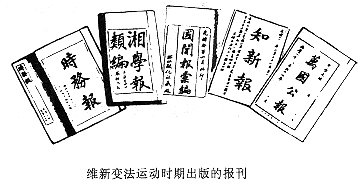 時務報
湘學報
類編
國聞報彙編
知新報
萬國公報
维新变法运动时期出版的报刊